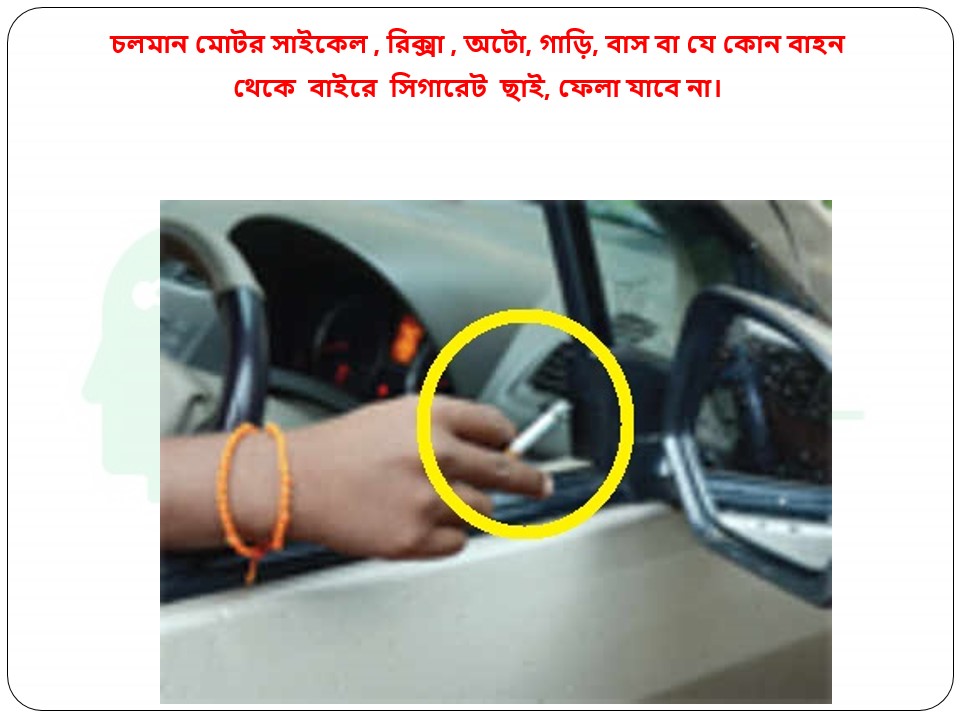 চলমান মোটর সাইকেল , রিক্সা , অটো, গাড়ি, বাস বা যে কোন বাহন
থেকে বাইরে সিগারেট ছাই, ফেলা যাবে না।